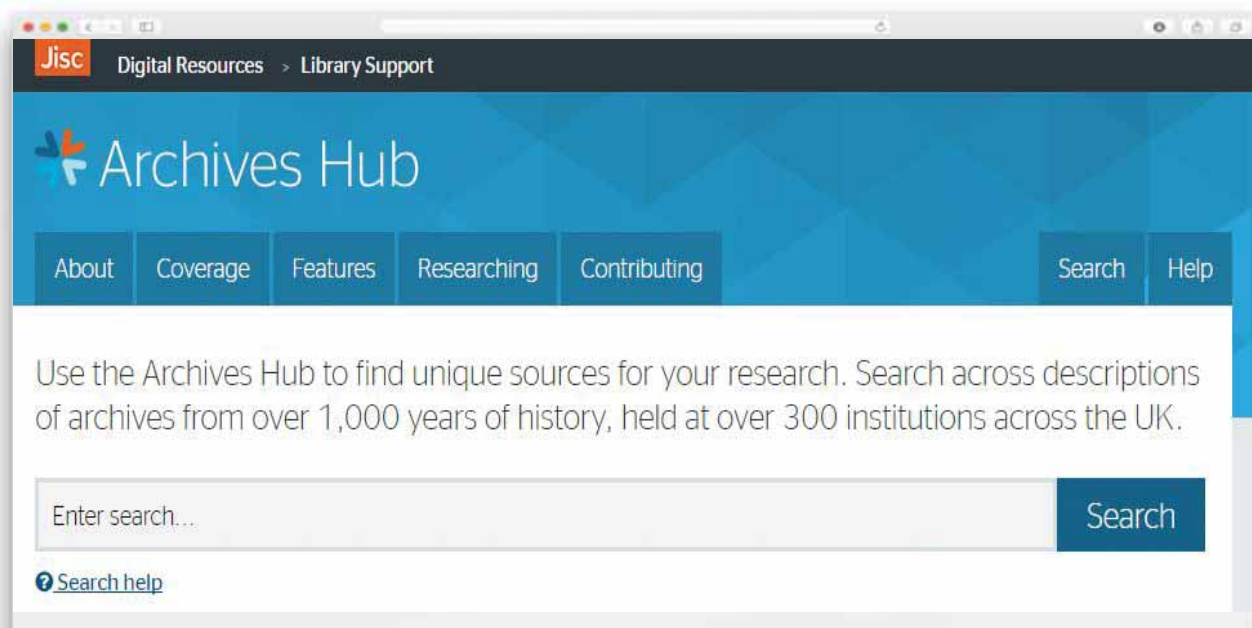 Jisc Digital Resources > Library Support
Archives Hub
About Coverage Features Researching Contributing Search Help
Use the Archives Hub to find unique sources for your research. Search across descriptions
of archives from over 1,000 years of history, held at over 300 institutions across the UK.
Enter search... Search
? Search help